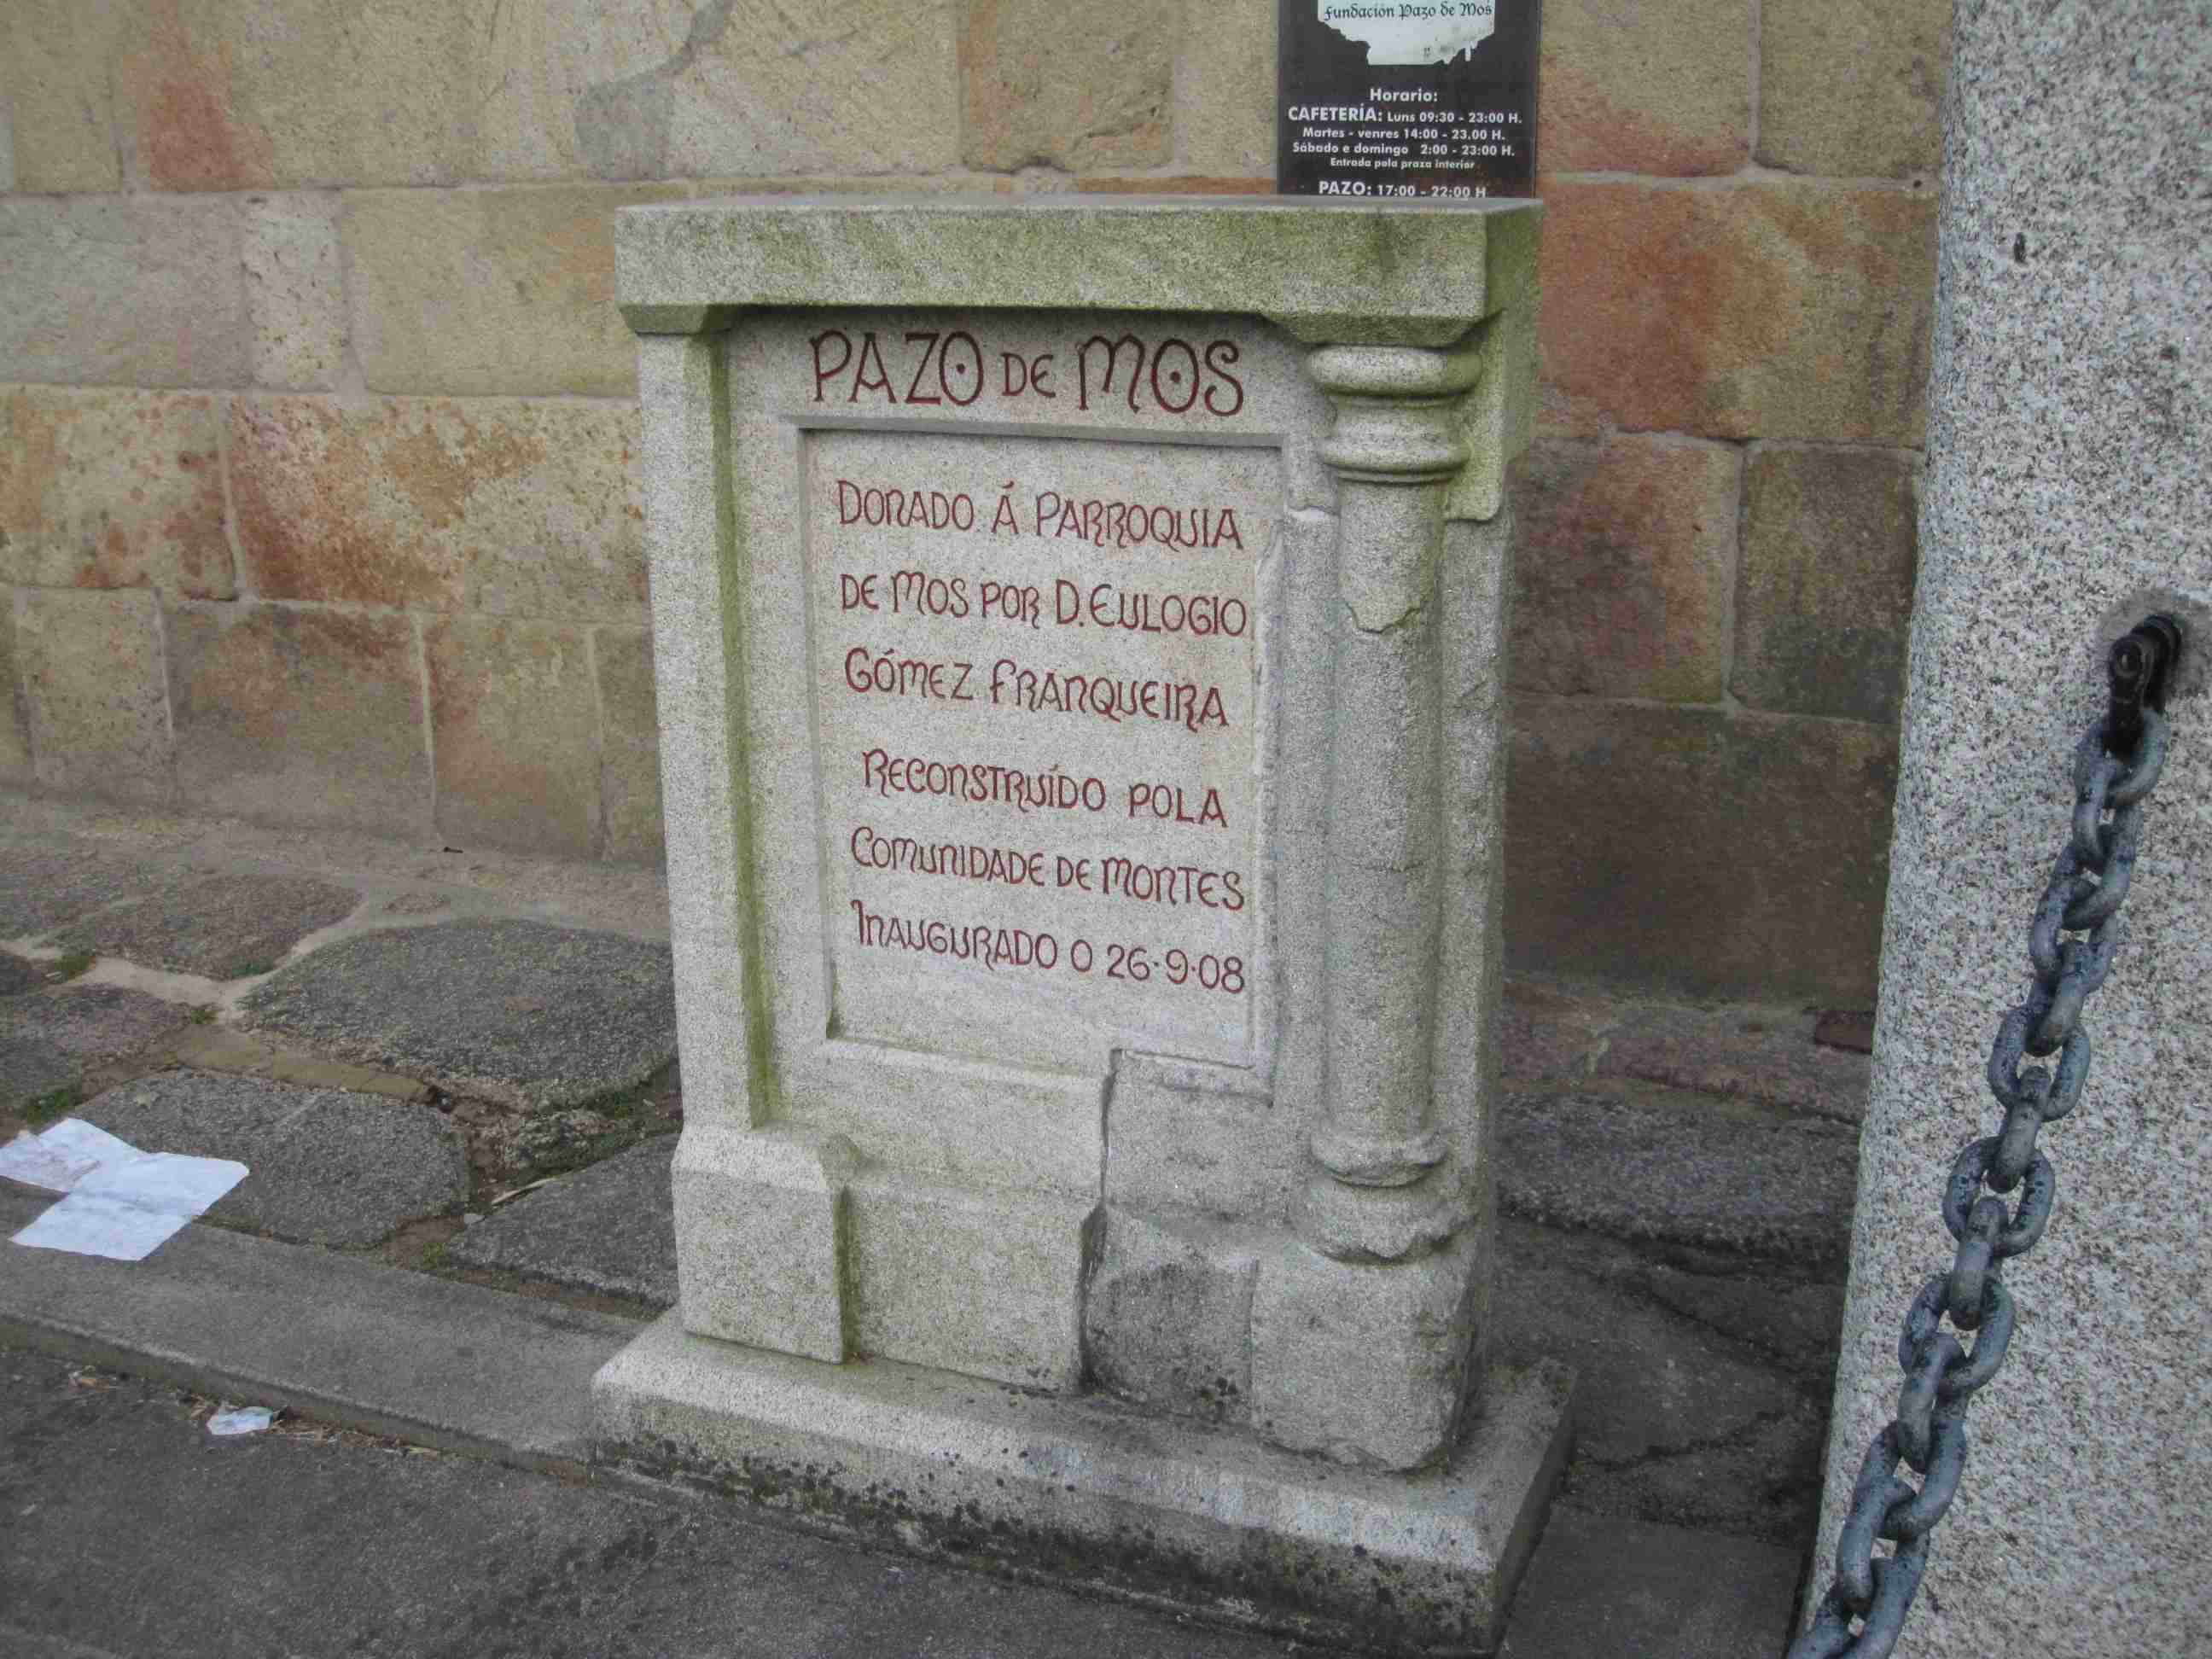 Fundación Pazo de Mos
Horario:
CAFETERÍA: Luns 09:30 - 23:00 H.
Martes - venres 14:00 - 23.00 H.
Sábado e domingo 2:00 - 23:00 H.
Entrada pola praza interior
PAZO: 17:00 - 22:00 H
PAZO DE MOS
DONADO Á PARROQUIA
DE MOS POR D. EULOGIO
GÓMEZ FRANQUEIRA
RECONSTRUÍDO POLA
COMUNIDADE DE MONTES
INAUGURADO O 26·9·08